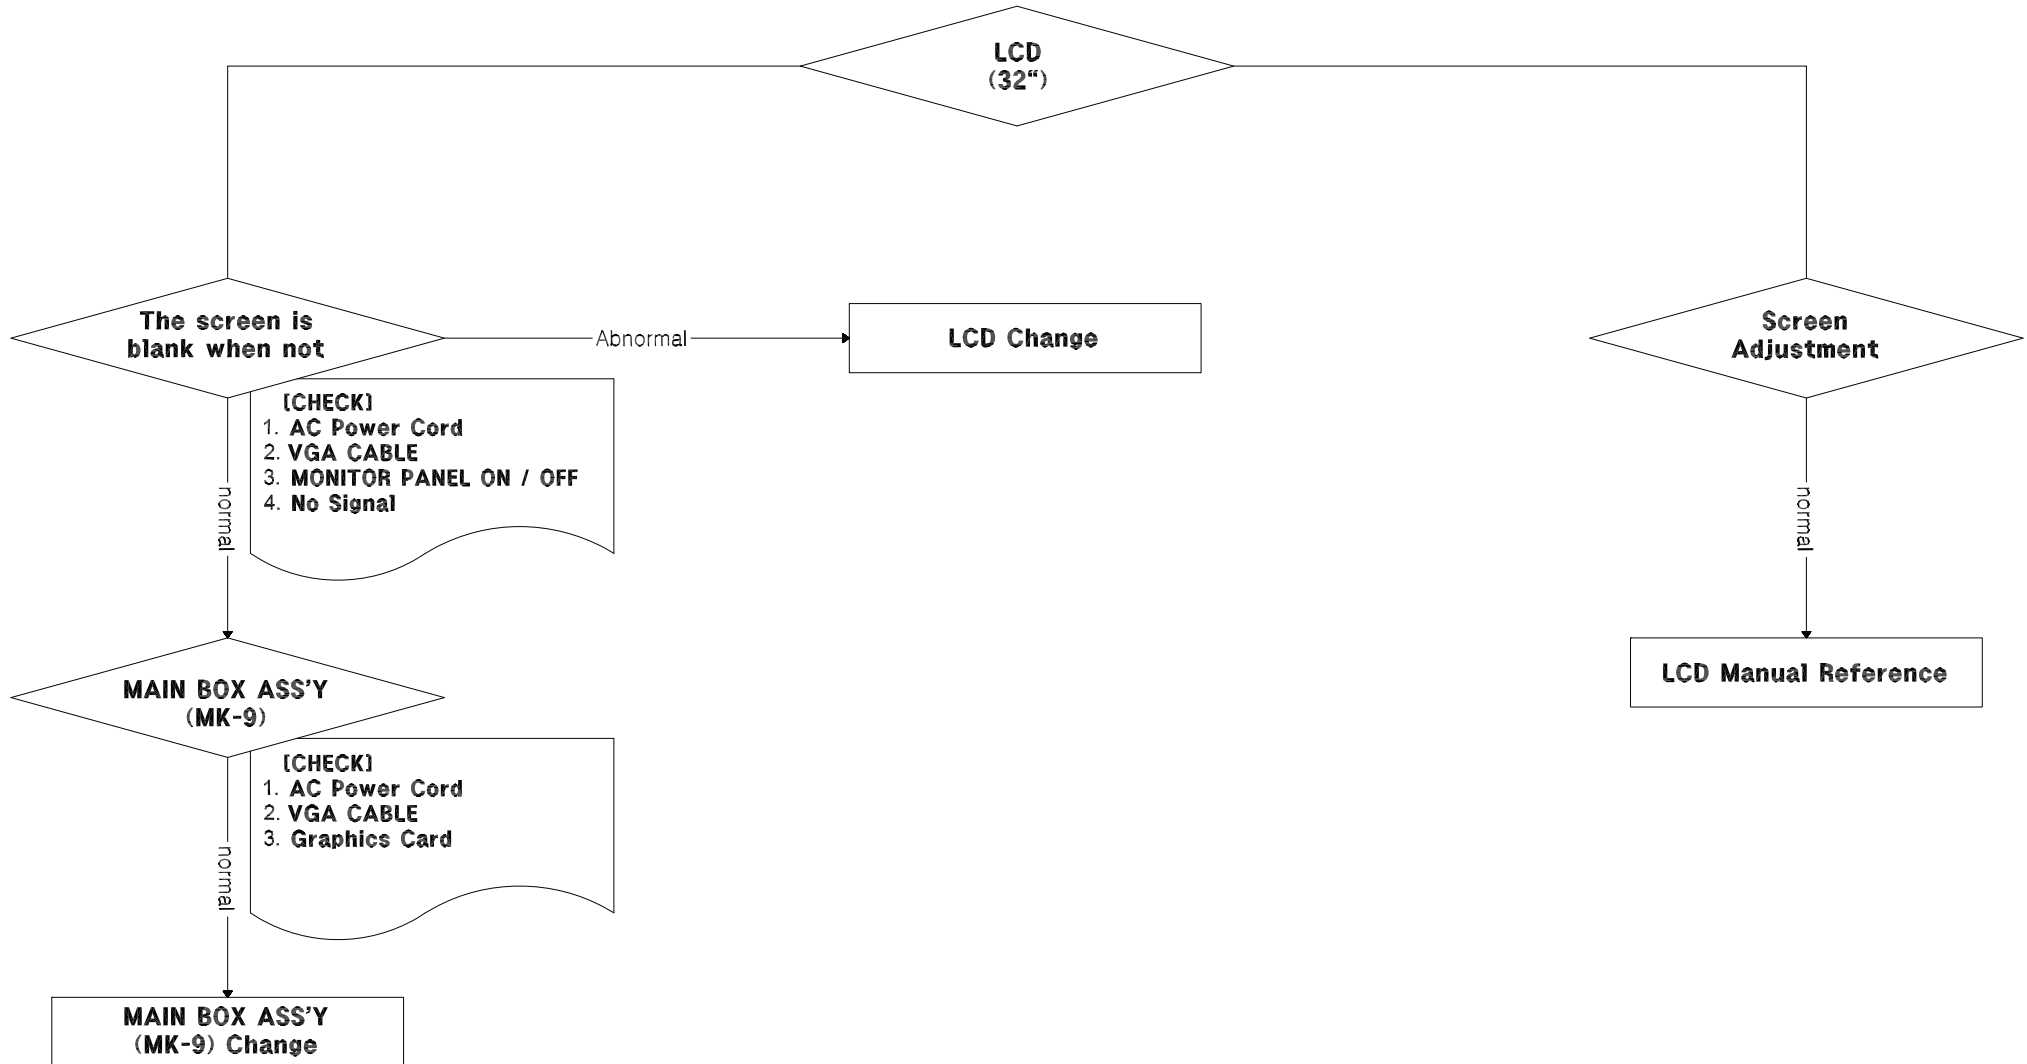 LCD
(32“)
The screen is
blank when not
Abnormal
LCD Change
Screen
Adjustment
[CHECK]
1. AC Power Cord
2. VGA CABLE
3. MONITOR PANEL ON / OFF
4. No Signal
normal
normal
MAIN BOX ASS'Y
(MK-9)
LCD Manual Reference
[CHECK]
1. AC Power Cord
2. VGA CABLE
3. Graphics Card
normal
MAIN BOX ASS'Y
(MK-9) Change